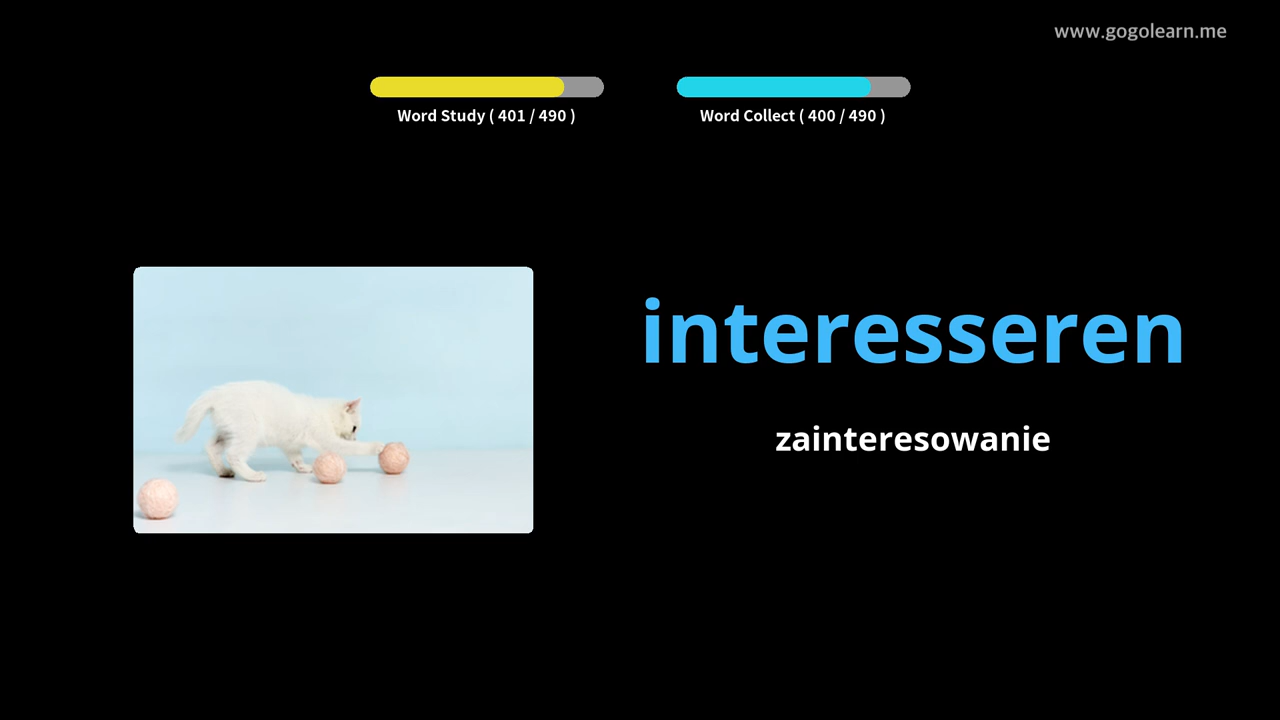 www.gogolearn.me
Word Study ( 401 / 490 )
Word Collect ( 400 / 490 )
interesseren
zainteresowanie